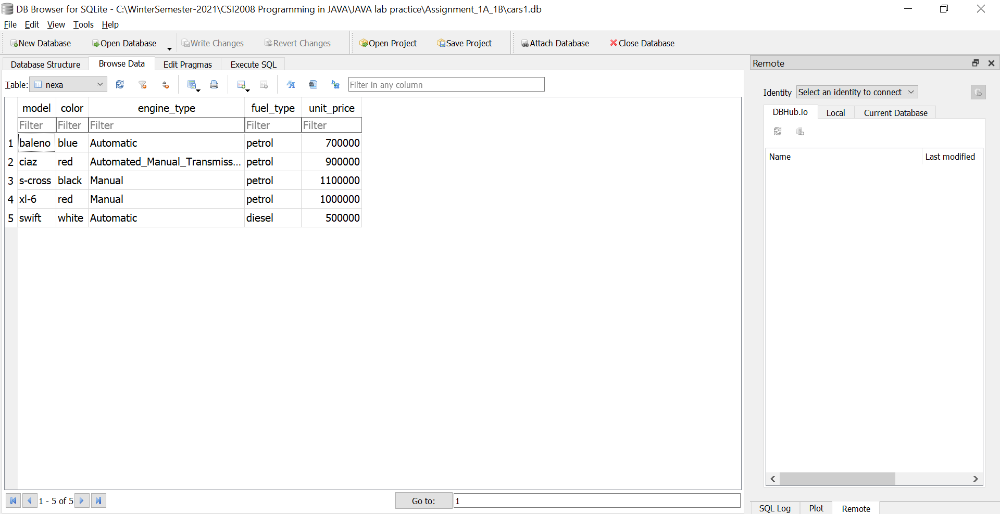 DB Browser for SQLite - C:\WinterSemester-2021\CSI2008 Programming in JAVA\JAVA lab practice\Assignment_1A_1B\cars1.db
File Edit View Tools Help
New Database Open Database Write Changes Revert Changes Open Project Save Project Attach Database Close Database
Database Structure Browse Data Edit Pragmas Execute SQL
Table: nexa Filter in any column
model color engine_type fuel_type unit_price
Filter Filter Filter Filter Filter
1 baleno blue Automatic petrol 700000
2 ciaz red Automated_Manual_Transmiss... petrol 900000
3 s-cross black Manual petrol 1100000
4 xl-6 red Manual petrol 1000000
5 swift white Automatic diesel 500000
1 - 5 of 5 Go to: 1
Remote
Identity Select an identity to connect
DBHub.io Local Current Database
Name Last modified
SQL Log Plot Remote